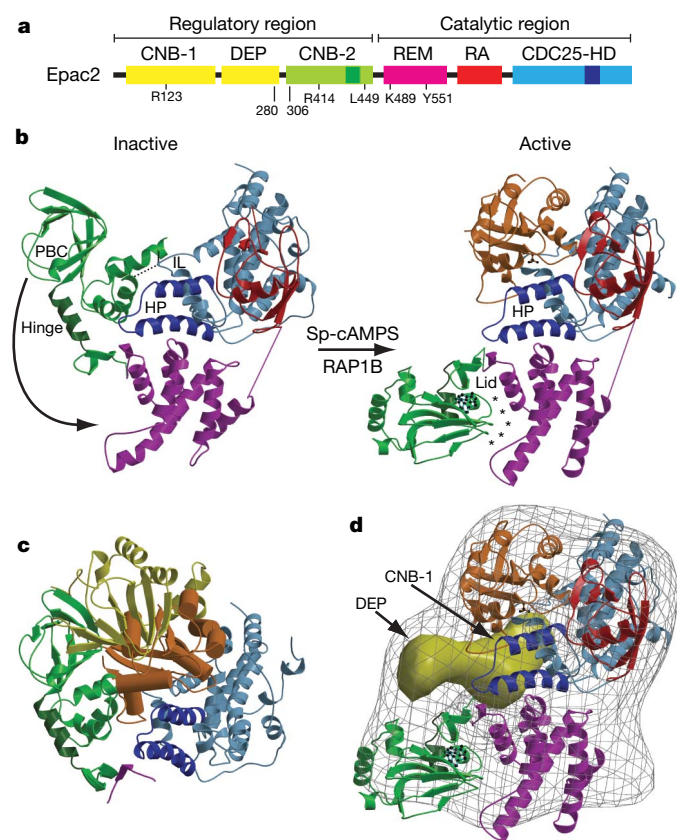 a
Regulatory region Catalytic region
CNB-1 DEP CNB-2 REM RA CDC25-HD
Epac2
R123 R414 L449 K489 Y551
280 306
b
Inactive Active
PBC
IL
HP
Hinge
Sp-cAMPS
RAP1B
HP
Lid
* * * * *
c
d
CNB-1
DEP